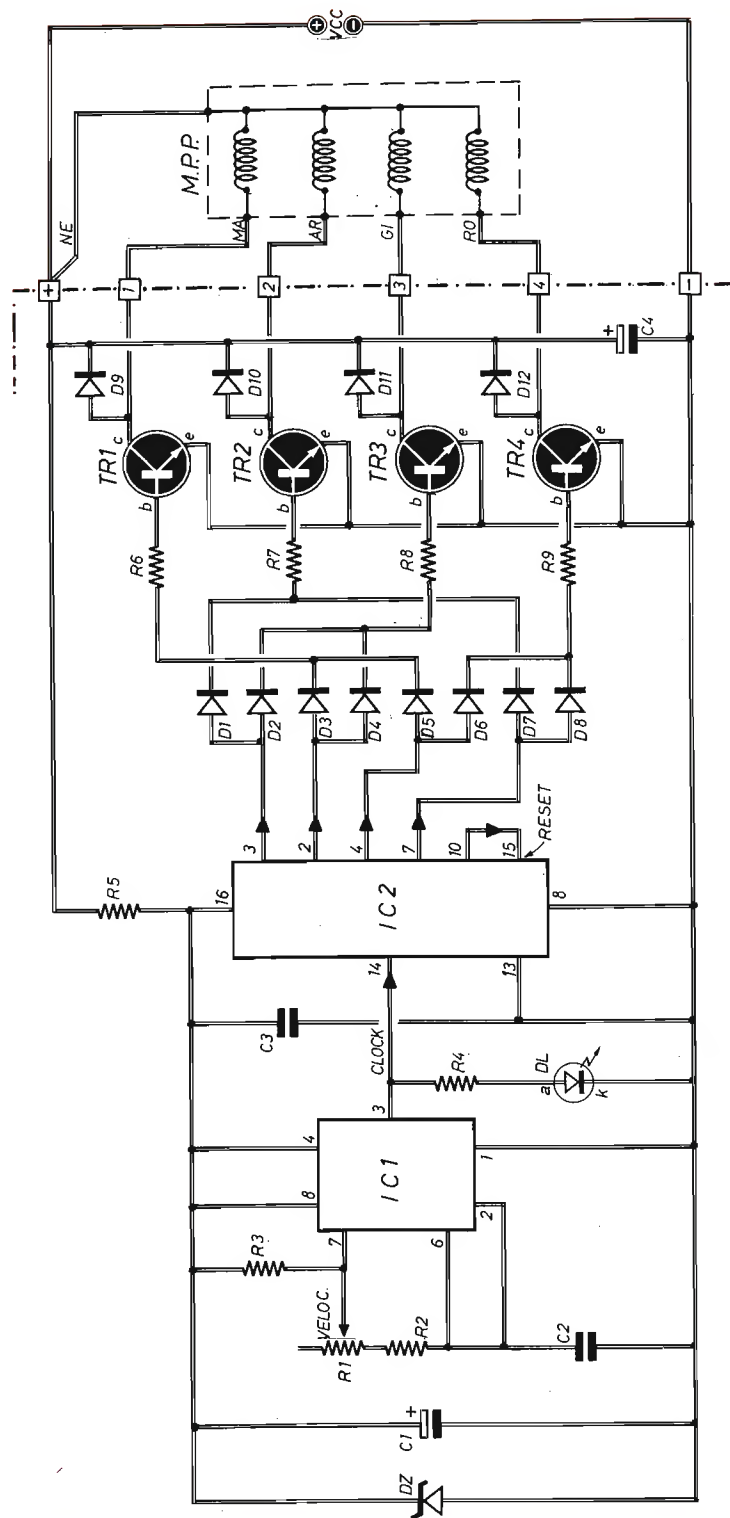 DZ
C1
+
R1
VELOC.
R2
C2
R3
7
6
8
4
IC1
2
1
3
CLOCK
R4
a
DL
k
C3
14
13
16
IC2
8
R5
3
2
4
7
10
15
RESET
D1
D2
D3
D4
D5
D6
D7
D8
R6
R7
R8
R9
b
TR1
c
e
b
TR2
c
e
b
TR3
c
e
b
TR4
c
e
D9
D10
D11
D12
+
C4
+
1
2
3
4
-
NE
MA
AR
GI
RO
M.P.P.
+
VCC
-